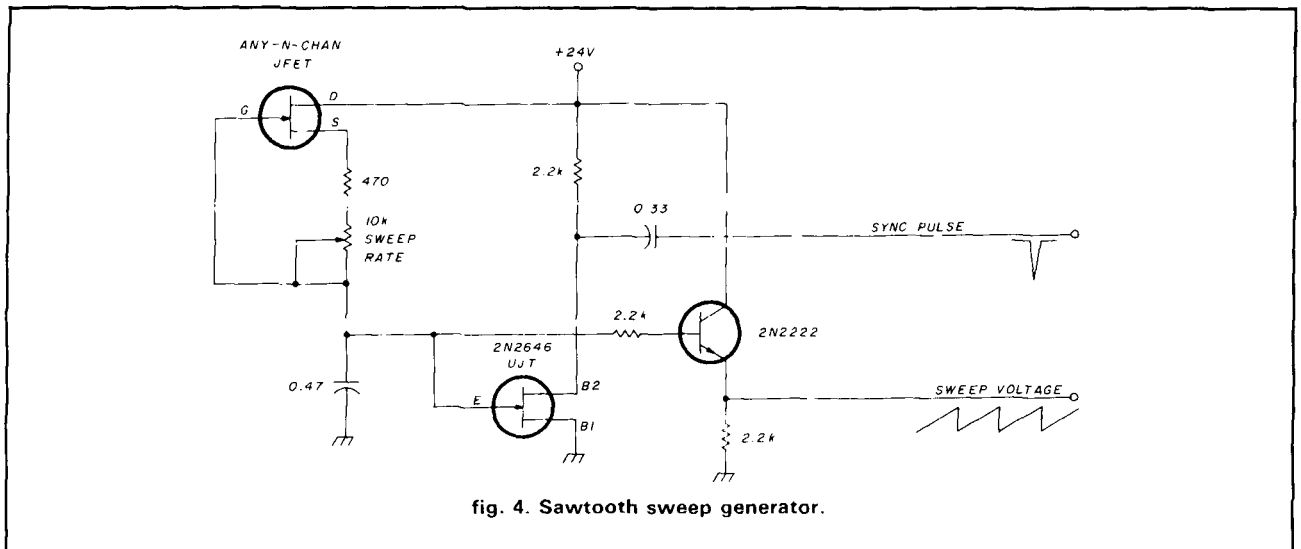 ANY-N-CHAN
JFET
+24V
G
D
S
470
2.2k
10k
SWEEP
RATE
0 33
SYNC PULSE
2.2k
2N2222
2N2646
UJT
0.47
B2
E
B1
SWEEP VOLTAGE
2.2k
fig. 4. Sawtooth sweep generator.